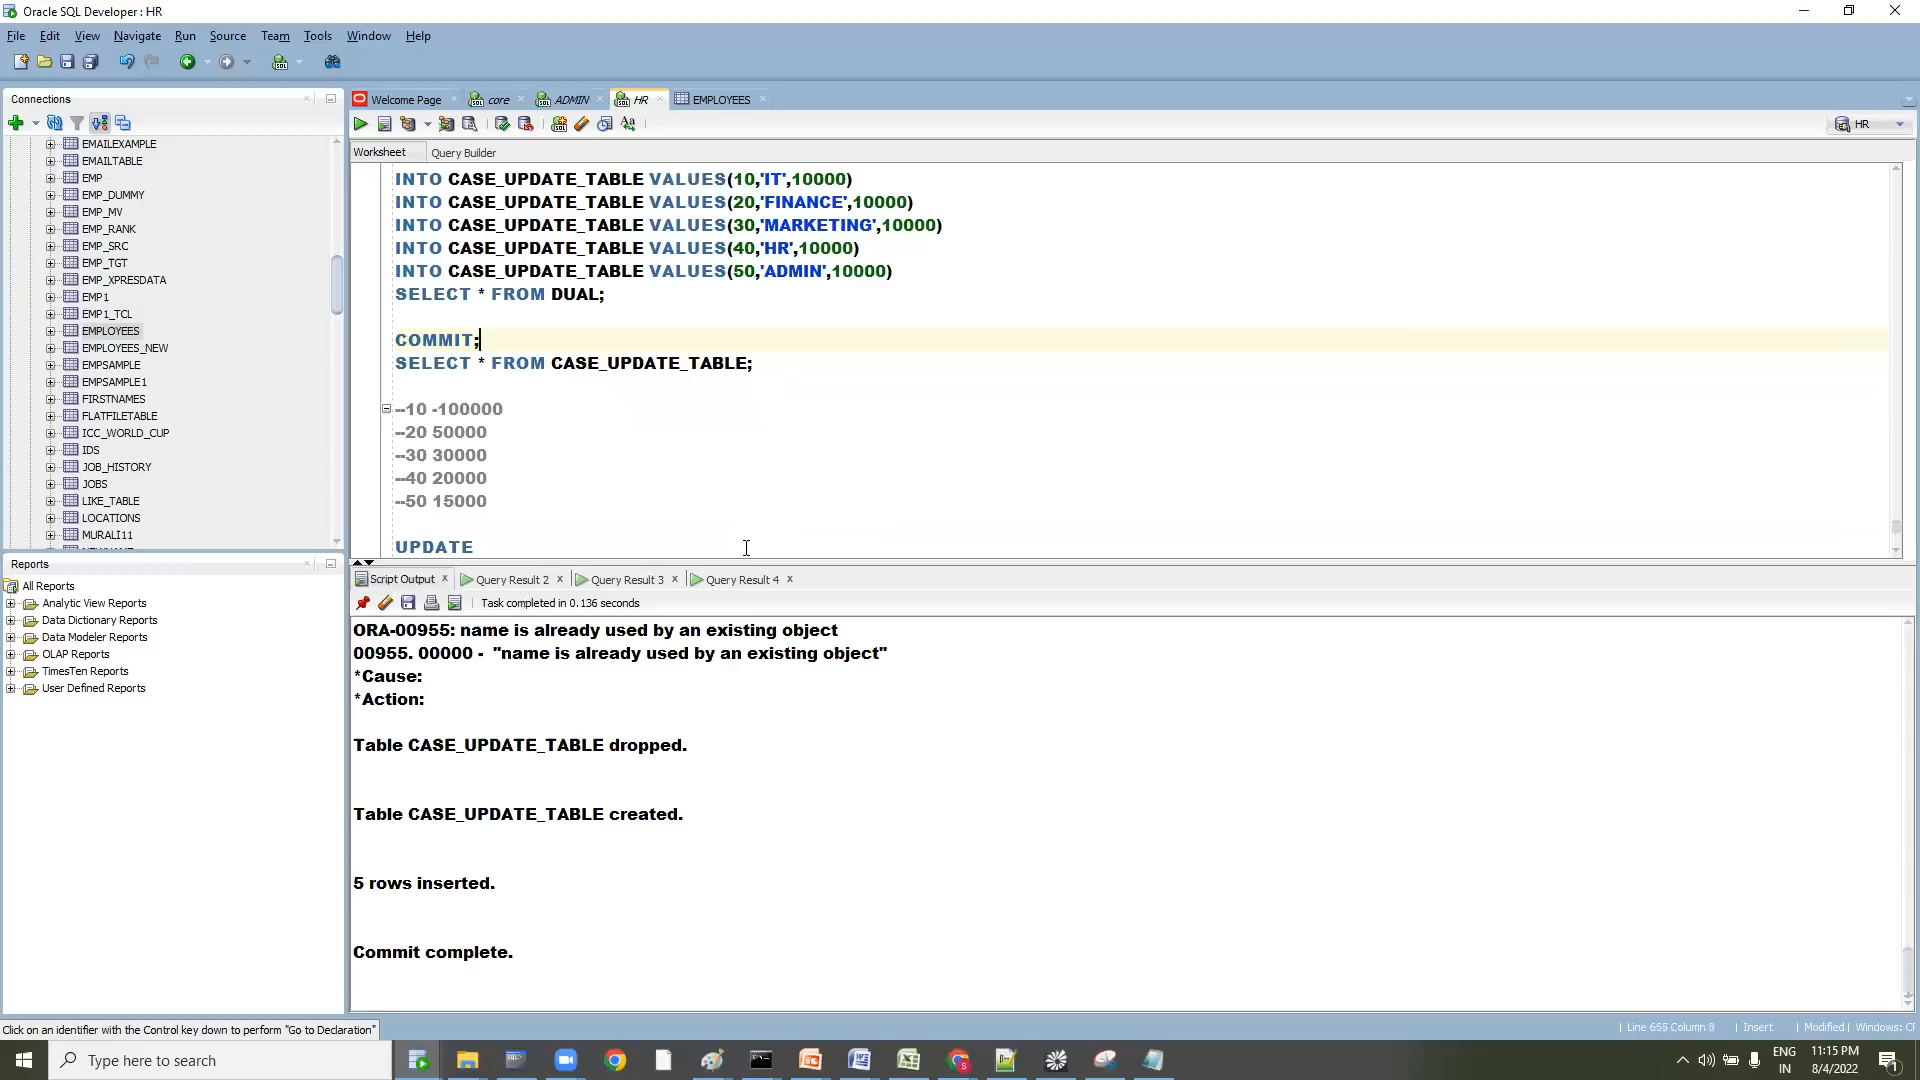 Oracle SQL Developer : HR
File Edit View Navigate Run Source Team Tools Window Help
Connections
EMAILEXAMPLE
EMAILTABLE
EMP
EMP_DUMMY
EMP_MV
EMP_RANK
EMP_SRC
EMP_TGT
EMP_XPRESDATA
EMP1
EMP1_TCL
EMPLOYEES
EMPLOYEES_NEW
EMPSAMPLE
EMPSAMPLE1
FIRSTNAMES
FLATFILETABLE
ICC_WORLD_CUP
IDS
JOB_HISTORY
JOBS
LIKE_TABLE
LOCATIONS
MURALI11
Reports
All Reports
Analytic View Reports
Data Dictionary Reports
Data Modeler Reports
OLAP Reports
TimesTen Reports
User Defined Reports
Welcome Page core ADMIN HR EMPLOYEES
HR
Worksheet Query Builder
INTO CASE_UPDATE_TABLE VALUES(10,'IT',10000)
INTO CASE_UPDATE_TABLE VALUES(20,'FINANCE',10000)
INTO CASE_UPDATE_TABLE VALUES(30,'MARKETING',10000)
INTO CASE_UPDATE_TABLE VALUES(40,'HR',10000)
INTO CASE_UPDATE_TABLE VALUES(50,'ADMIN',10000)
SELECT * FROM DUAL;
COMMIT;
SELECT * FROM CASE_UPDATE_TABLE;
--10 -100000
--20 50000
--30 30000
--40 20000
--50 15000
UPDATE
Script Output Query Result 2 Query Result 3 Query Result 4
Task completed in 0.136 seconds
ORA-00955: name is already used by an existing object
00955. 00000 - "name is already used by an existing object"
*Cause:
*Action:
Table CASE_UPDATE_TABLE dropped.
Table CASE_UPDATE_TABLE created.
5 rows inserted.
Commit complete.
Click on an identifier with the Control key down to perform "Go to Declaration"
Insert Modified
Type here to search
ENG
IN
11:15 PM
8/4/2022